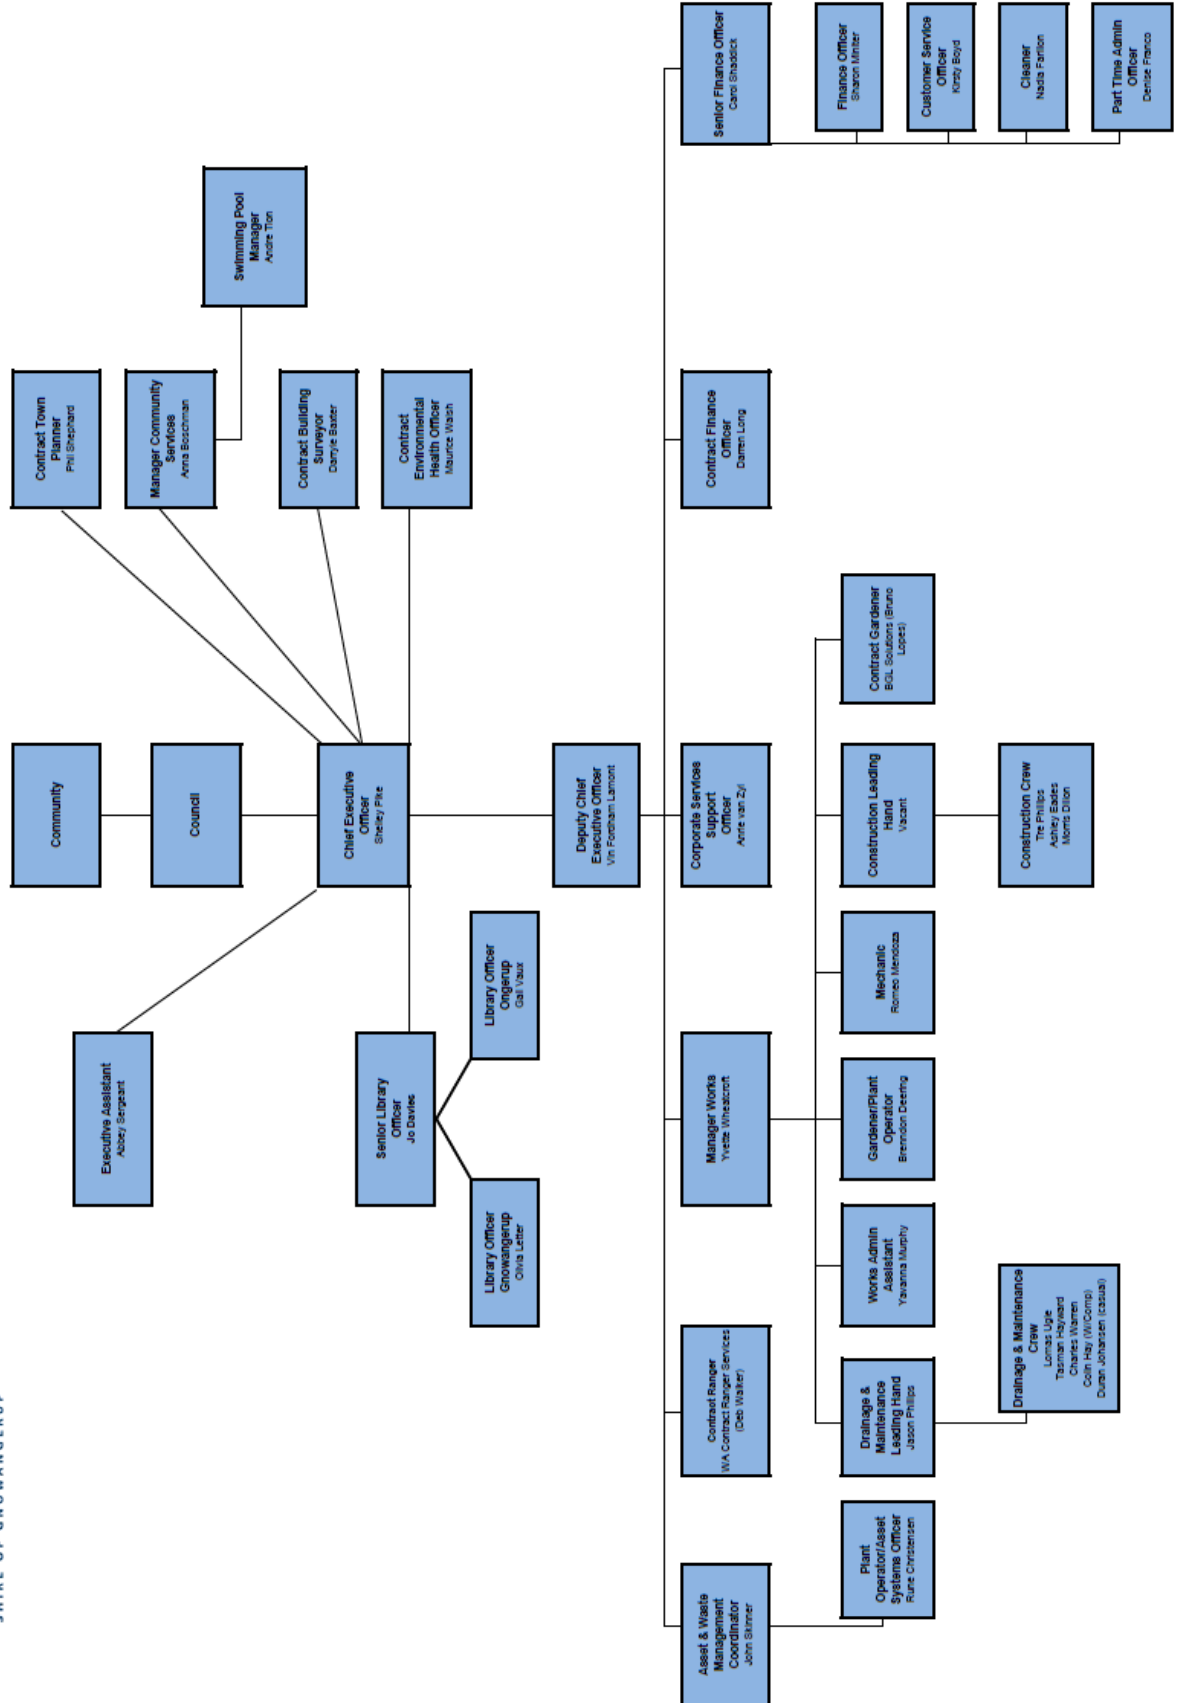 SHIRE OF GNOWANGERUP
Community
Council
Chief Executive
Officer
Shelley Pike
Executive Assistant
Abbey Sergeant
Senior Library
Officer
Jo Davies
Library Officer
Gnowangerup
Olivia Letter
Library Officer
Ongerup
Gail Vaux
Contract Town
Planner
Phil Shephard
Manager Community
Services
Anna Boschman
Swimming Pool
Manager
Andre Tion
Contract Building
Surveyor
Darryle Baxter
Contract
Environmental
Health Officer
Maurice Walsh
Deputy Chief
Executive Officer
Vin Fordham Lamont
Asset & Waste
Management
Coordinator
John Skinner
Contract Ranger
WA Contract Ranger Services
(Deb Walker)
Manager Works
Yvette Wheatcroft
Corporate Services
Support
Officer
Anrie van Zyl
Contract Finance
Officer
Darren Long
Senior Finance Officer
Carol Shaddick
Plant
Operator/Asset
Systems Officer
Rune Christensen
Drainage &
Maintenance
Leading Hand
Jason Phillips
Works Admin
Assistant
Yavanna Murphy
Gardener/Plant
Operator
Brenndon Deering
Mechanic
Romeo Mendoza
Construction Leading
Hand
Vacant
Contract Gardener
BGL Solutions (Bruno
Lopes)
Finance Officer
Sharon Miniter
Customer Service
Officer
Kirsty Boyd
Cleaner
Nadia Fanlion
Part Time Admin
Officer
Denise Franco
Drainage & Maintenance
Crew
Lomas Ugle
Tasman Hayward
Charles Warren
Colin Hay (W/Comp)
Duran Johansen (casual)
Construction Crew
Tre Phillips
Ashley Eades
Morris Dillon